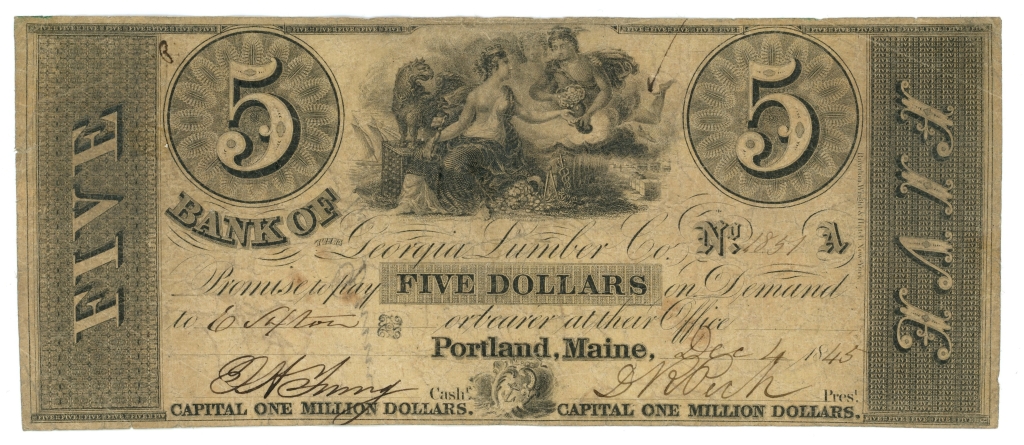 FIVE
5
5
FIVE
BANK OF
THE Georgia Lumber Co. No. 1851 A
Promise to pay FIVE DOLLARS on Demand
to E or bearer at their Office
Portland, Maine, Dec 4 1845
Cash.r Pres.t
CAPITAL ONE MILLION DOLLARS. CAPITAL ONE MILLION DOLLARS.